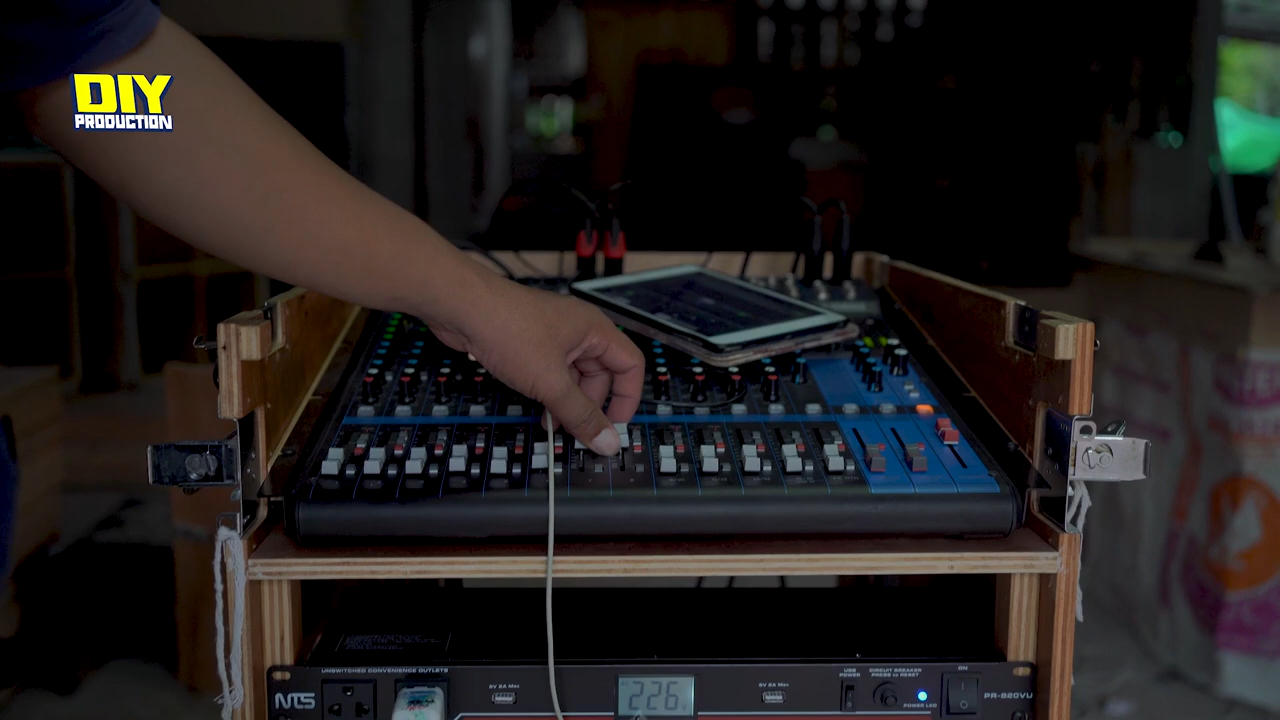 DIY
PRODUCTION
UNSWITCHED CONVENIENCE OUTLETS
NTS
5V 2A Max
226
5V 2A Max
USB
POWER
CIRCUIT BREAKER
PRESS to RESET
POWER LED
ON
PR-820VU